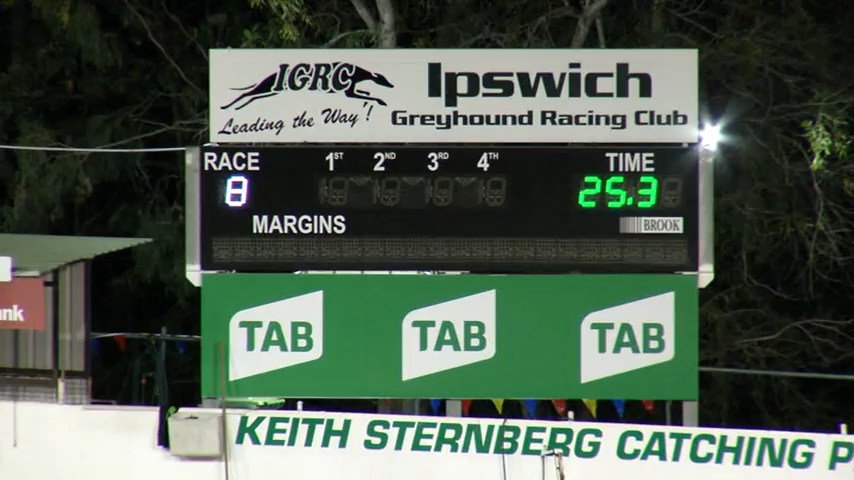 IGRC
Leading the Way'!
Ipswich
Greyhound Racing Club
RACE 1ST 2ND 3RD 4TH TIME
8 25.3
MARGINS BROOK
TAB TAB TAB
nk
KEITH STERNBERG CATCHING P